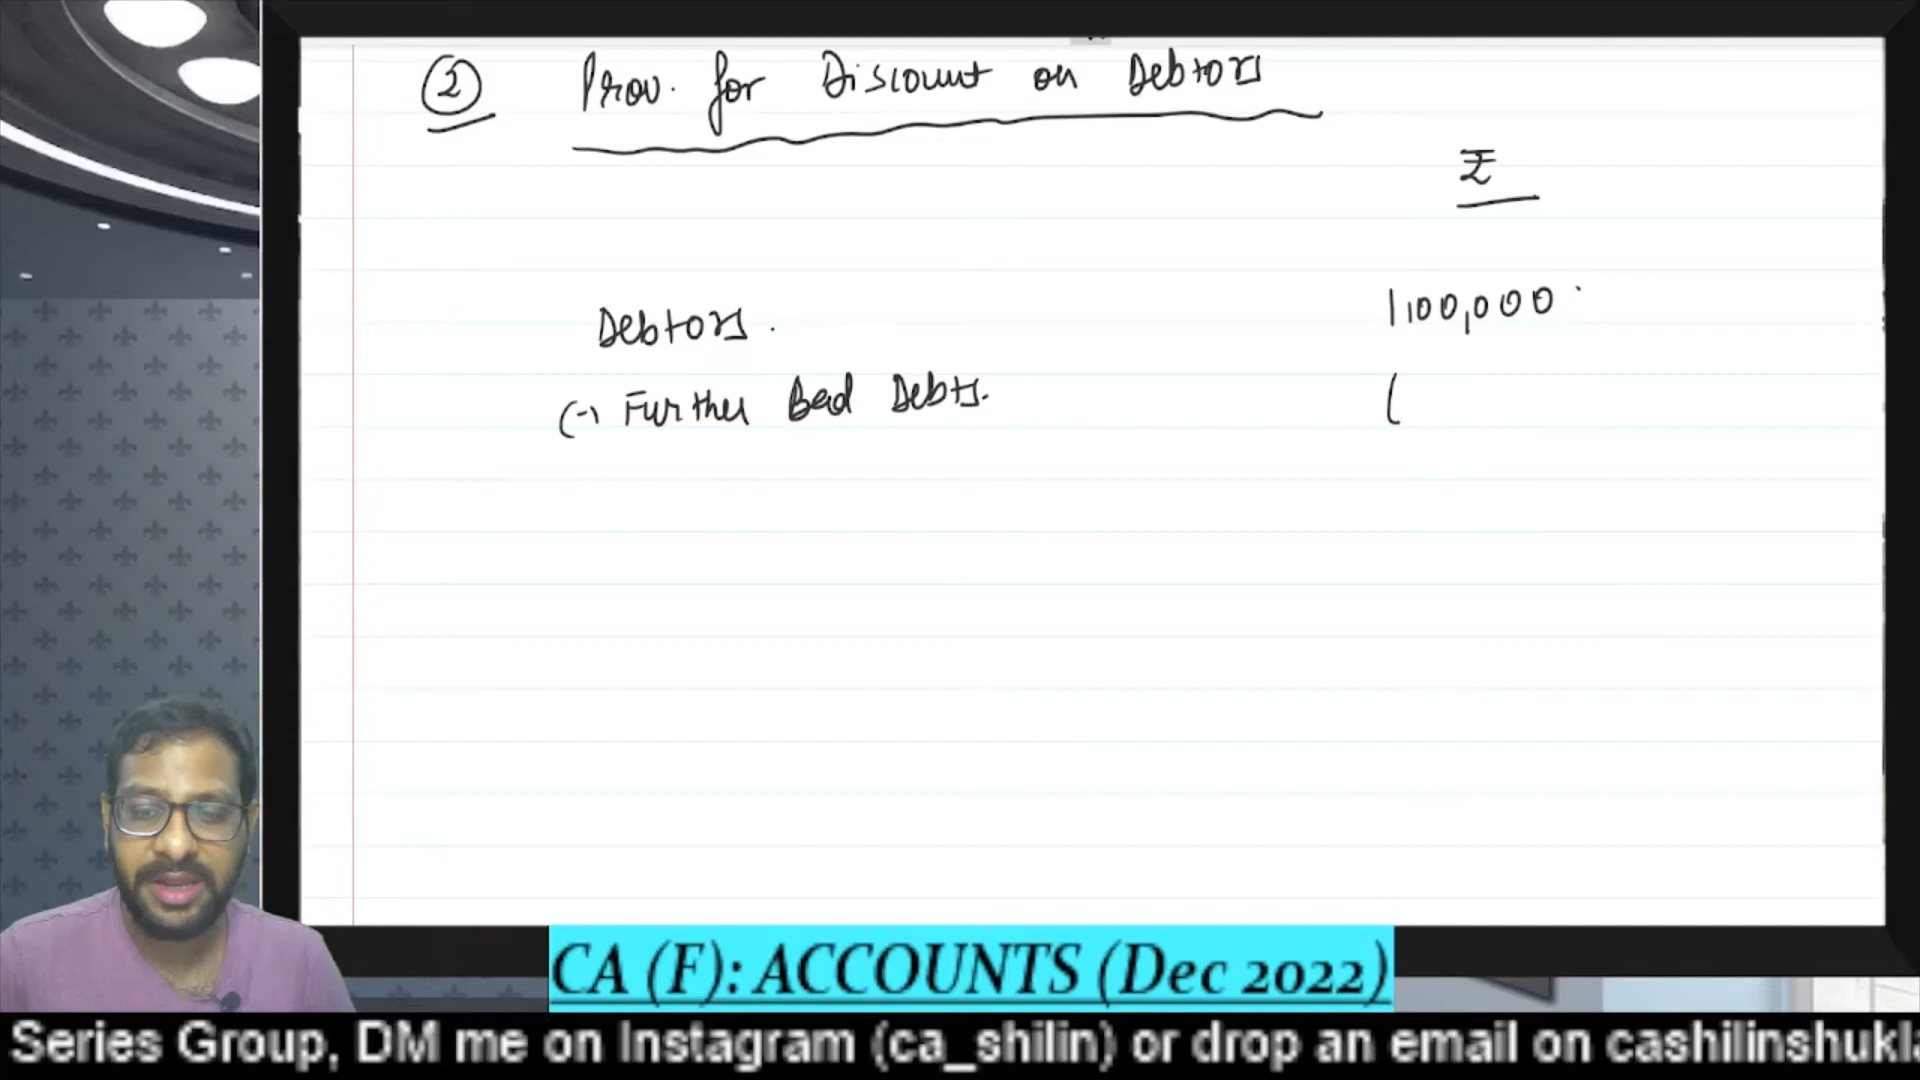 2 Prov. for Discount on Debtors
₹
Debtors. 1,00,000
(-) Further Bad Debts. (
CA (F): ACCOUNTS (Dec 2022)
Series Group, DM me on Instagram (ca_shilin) or drop an email on cashilinshukla